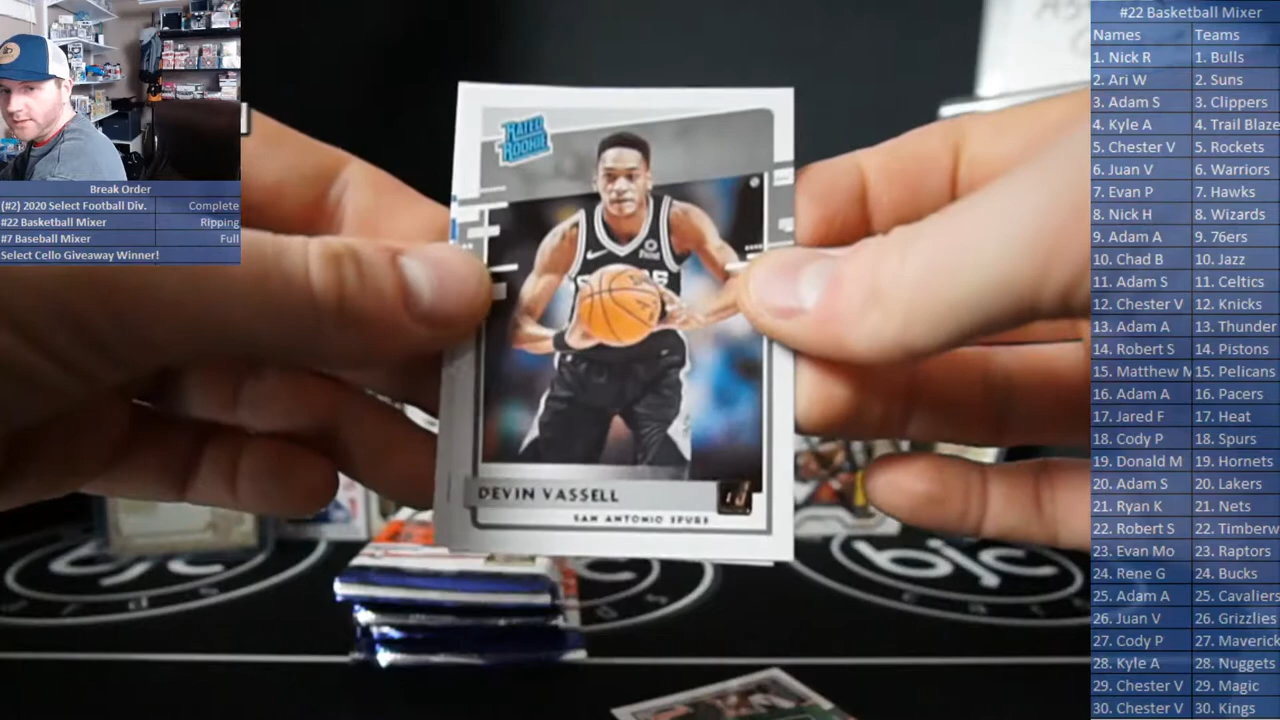 #22 Basketball Mixer
Names Teams
1. Nick R 1. Bulls
2. Ari W 2. Suns
3. Adam S 3. Clippers
4. Kyle A 4. Trail Blaze
5. Chester V 5. Rockets
6. Juan V 6. Warriors
7. Evan P 7. Hawks
8. Nick H 8. Wizards
9. Adam A 9. 76ers
10. Chad B 10. Jazz
11. Adam S 11. Celtics
12. Chester V 12. Knicks
13. Adam A 13. Thunder
14. Robert S 14. Pistons
15. Matthew M 15. Pelicans
16. Adam A 16. Pacers
17. Jared F 17. Heat
18. Cody P 18. Spurs
19. Donald M 19. Hornets
20. Adam S 20. Lakers
21. Ryan K 21. Nets
22. Robert S 22. Timberw
23. Evan Mo 23. Raptors
24. Rene G 24. Bucks
25. Adam A 25. Cavaliers
26. Juan V 26. Grizzlies
27. Cody P 27. Maverick
28. Kyle A 28. Nuggets
29. Chester V 29. Magic
30. Chester V 30. Kings
Break Order
(#2) 2020 Select Football Div. Complete
#22 Basketball Mixer Ripping
#7 Baseball Mixer Full
Select Cello Giveaway Winner!
RATED
ROOKIE
DEVIN VASSELL
SAN ANTONIO SPURS
bjc
bjc